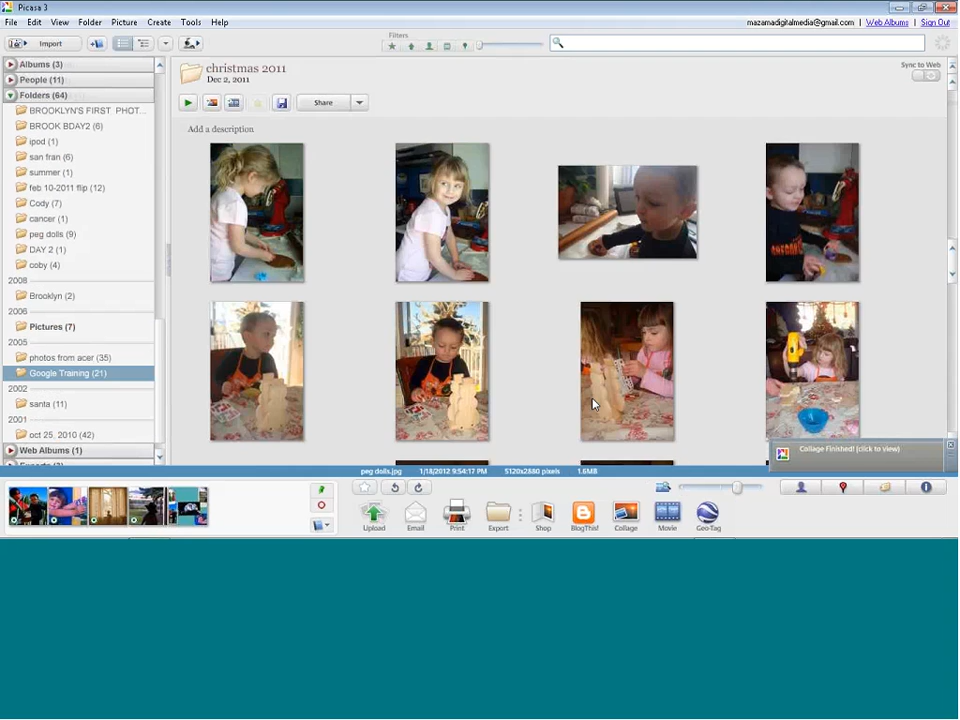 Picasa 3
File Edit View Folder Picture Create Tools Help
mazamadigitalmedia@gmail.com | Web Albums | Sign Out
Import
Filters
Albums (3)
People (11)
Folders (64)
BROOKLYN'S FIRST PHOT...
BROOK BDAY2 (6)
ipod (1)
san fran (6)
summer (1)
feb 10-2011 flip (12)
Cody (7)
cancer (1)
peg dolls (9)
DAY 2 (1)
coby (4)
2008
Brooklyn (2)
2006
Pictures (7)
2005
photos from acer (35)
Google Training (21)
2002
santa (11)
2001
oct 25, 2010 (42)
Web Albums (1)
christmas 2011
Dec 2, 2011
Sync to Web
Share
Add a description
Collage Finished! (click to view)
peg dolls.jpg 1/18/2012 9:54:17 PM 5120x2880 pixels 1.6MB
Upload Email Print Export Shop BlogThis! Collage Movie Geo-Tag